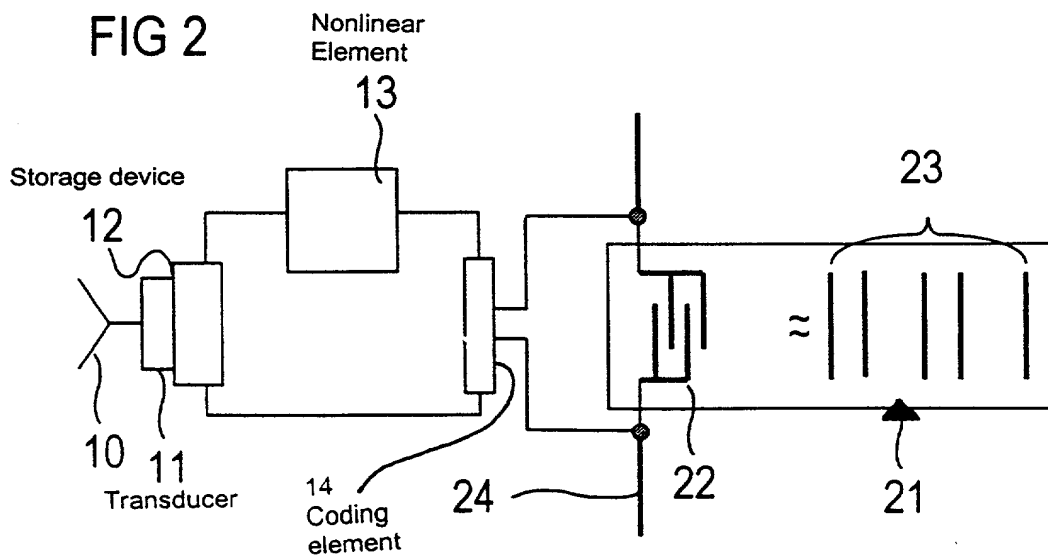 FIG 2
Nonlinear
Element
13
Storage device
12
23
≈
10
11
Transducer
14
Coding
element
24
22
21